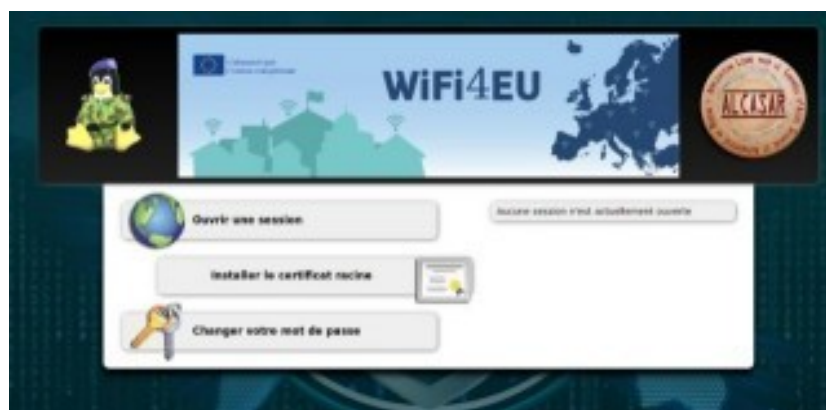 WiFi4EU
ALCASAR
Ouvrir une session
Aucune session n'est actuellement ouverte
Installer le certificat racine
Changer votre mot de passe